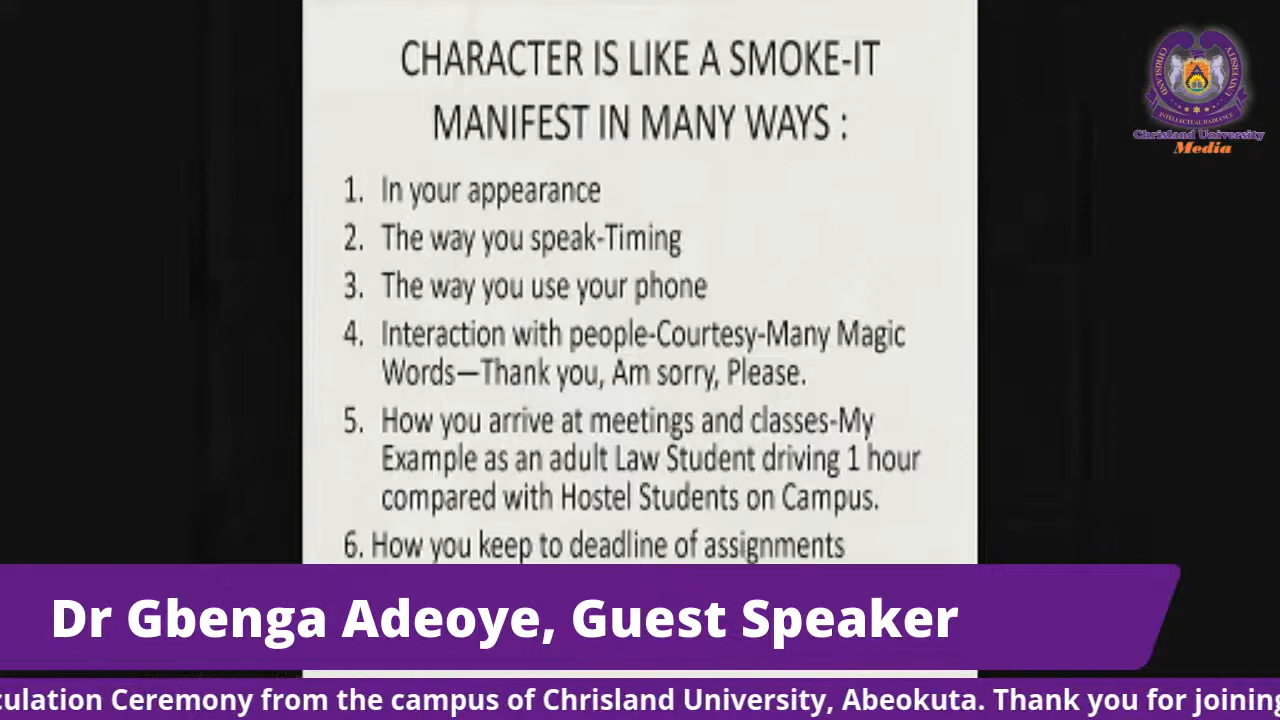 CHARACTER IS LIKE A SMOKE-IT
MANIFEST IN MANY WAYS :
1. In your appearance
2. The way you speak-Timing
3. The way you use your phone
4. Interaction with people-Courtesy-Many Magic
Words—Thank you, Am sorry, Please.
5. How you arrive at meetings and classes-My
Example as an adult Law Student driving 1 hour
compared with Hostel Students on Campus.
6. How you keep to deadline of assignments
CHRISLAND UNIVERSITY
INTELLECTUAL RADIANCE
Chrisland University
Media
Dr Gbenga Adeoye, Guest Speaker
culation Ceremony from the campus of Chrisland University, Abeokuta. Thank you for joining